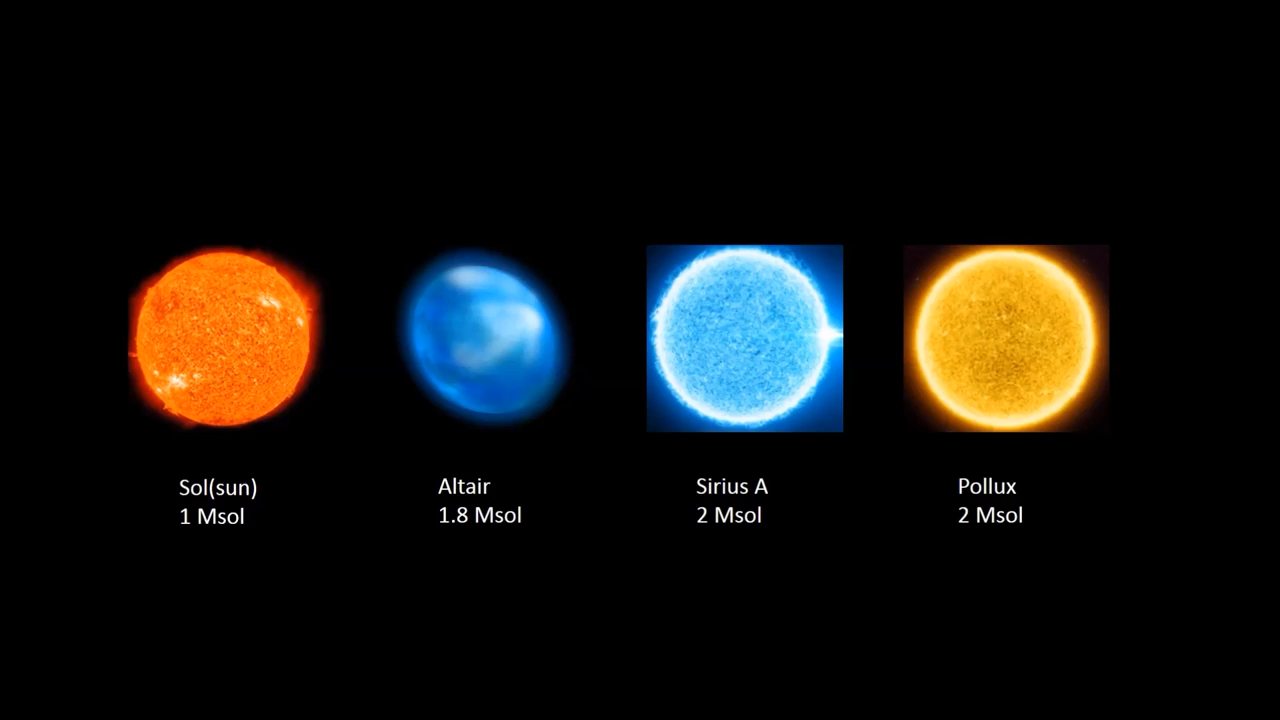 Sol(sun)
1 Msol
Altair
1.8 Msol
Sirius A
2 Msol
Pollux
2 Msol